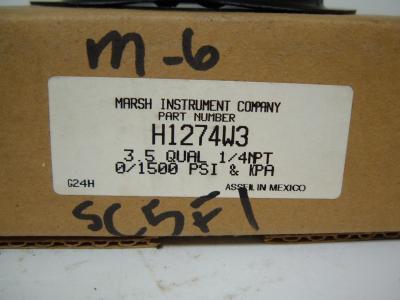 M-6
MARSH INSTRUMENT COMPANY
PART NUMBER
H1274W3
3.5 QUAL 1/4NPT
0/1500 PSI & KPA
G24H
IN MEXICO
SC5F1